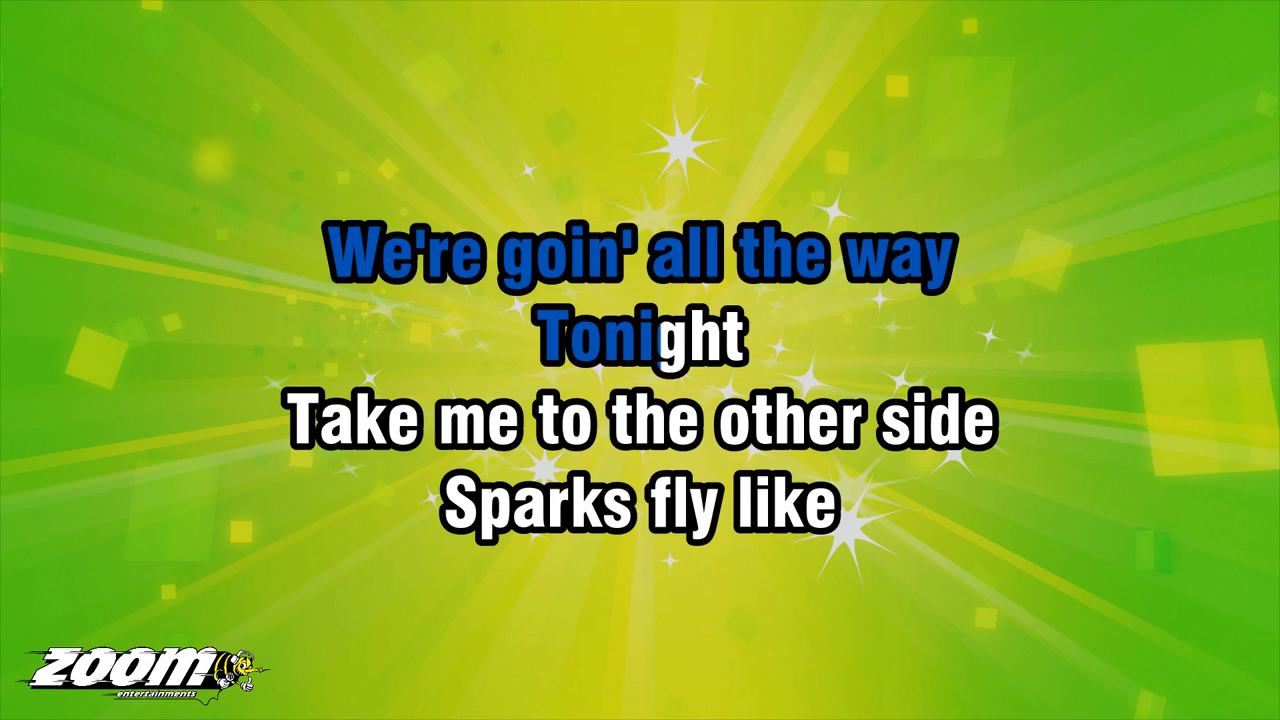 We're goin' all the way
Tonight
Take me to the other side
Sparks fly like
ZOOM
entertainments